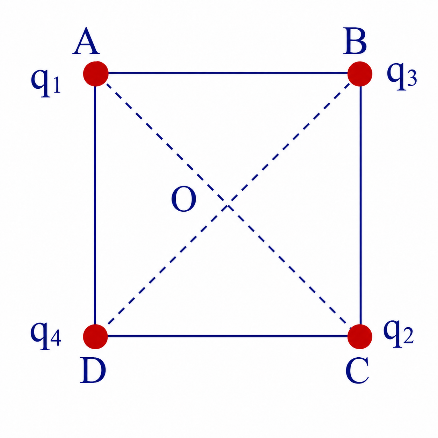 A B
q₁ q₃
O
q₄ q₂
D C